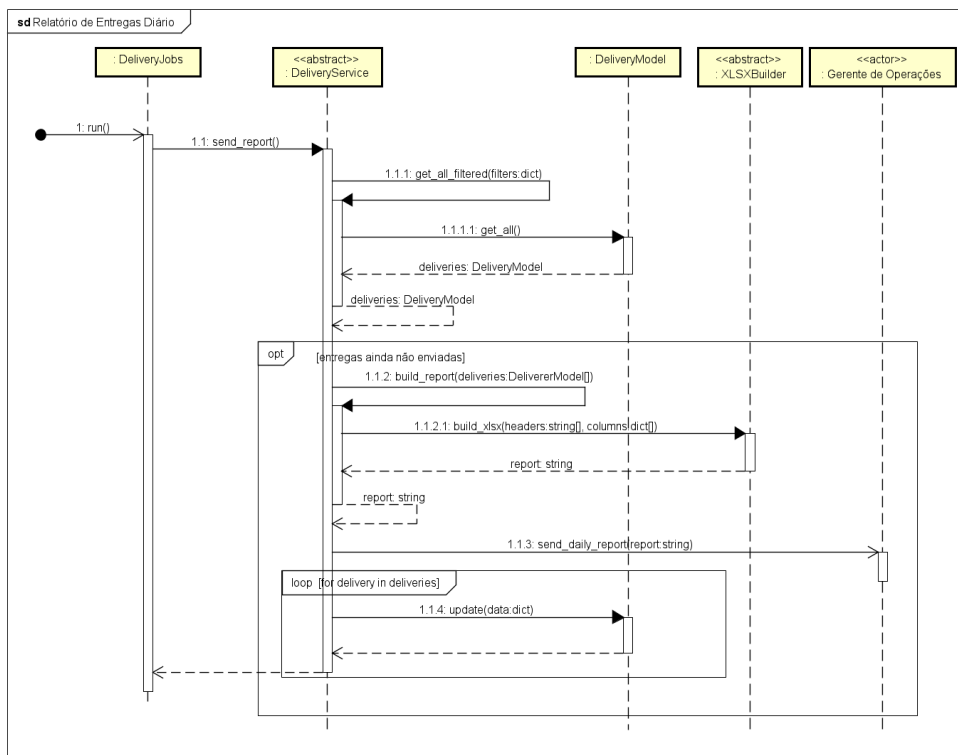 sd Relatório de Entregas Diário
: DeliveryJobs
<<abstract>>
: DeliveryService
: DeliveryModel
<<abstract>>
: XLSXBuilder
<<actor>>
: Gerente de Operações
1: run()
1.1: send_report()
1.1.1: get_all_filtered(filters:dict)
1.1.1.1: get_all()
deliveries: DeliveryModel
deliveries: DeliveryModel
opt
[entregas ainda não enviadas]
1.1.2: build_report(deliveries:DelivererModel[])
1.1.2.1: build_xlsx(headers:string[], columns:dict[])
report: string
report: string
1.1.3: send_daily_report(report:string)
loop [for delivery in deliveries]
1.1.4: update(data:dict)